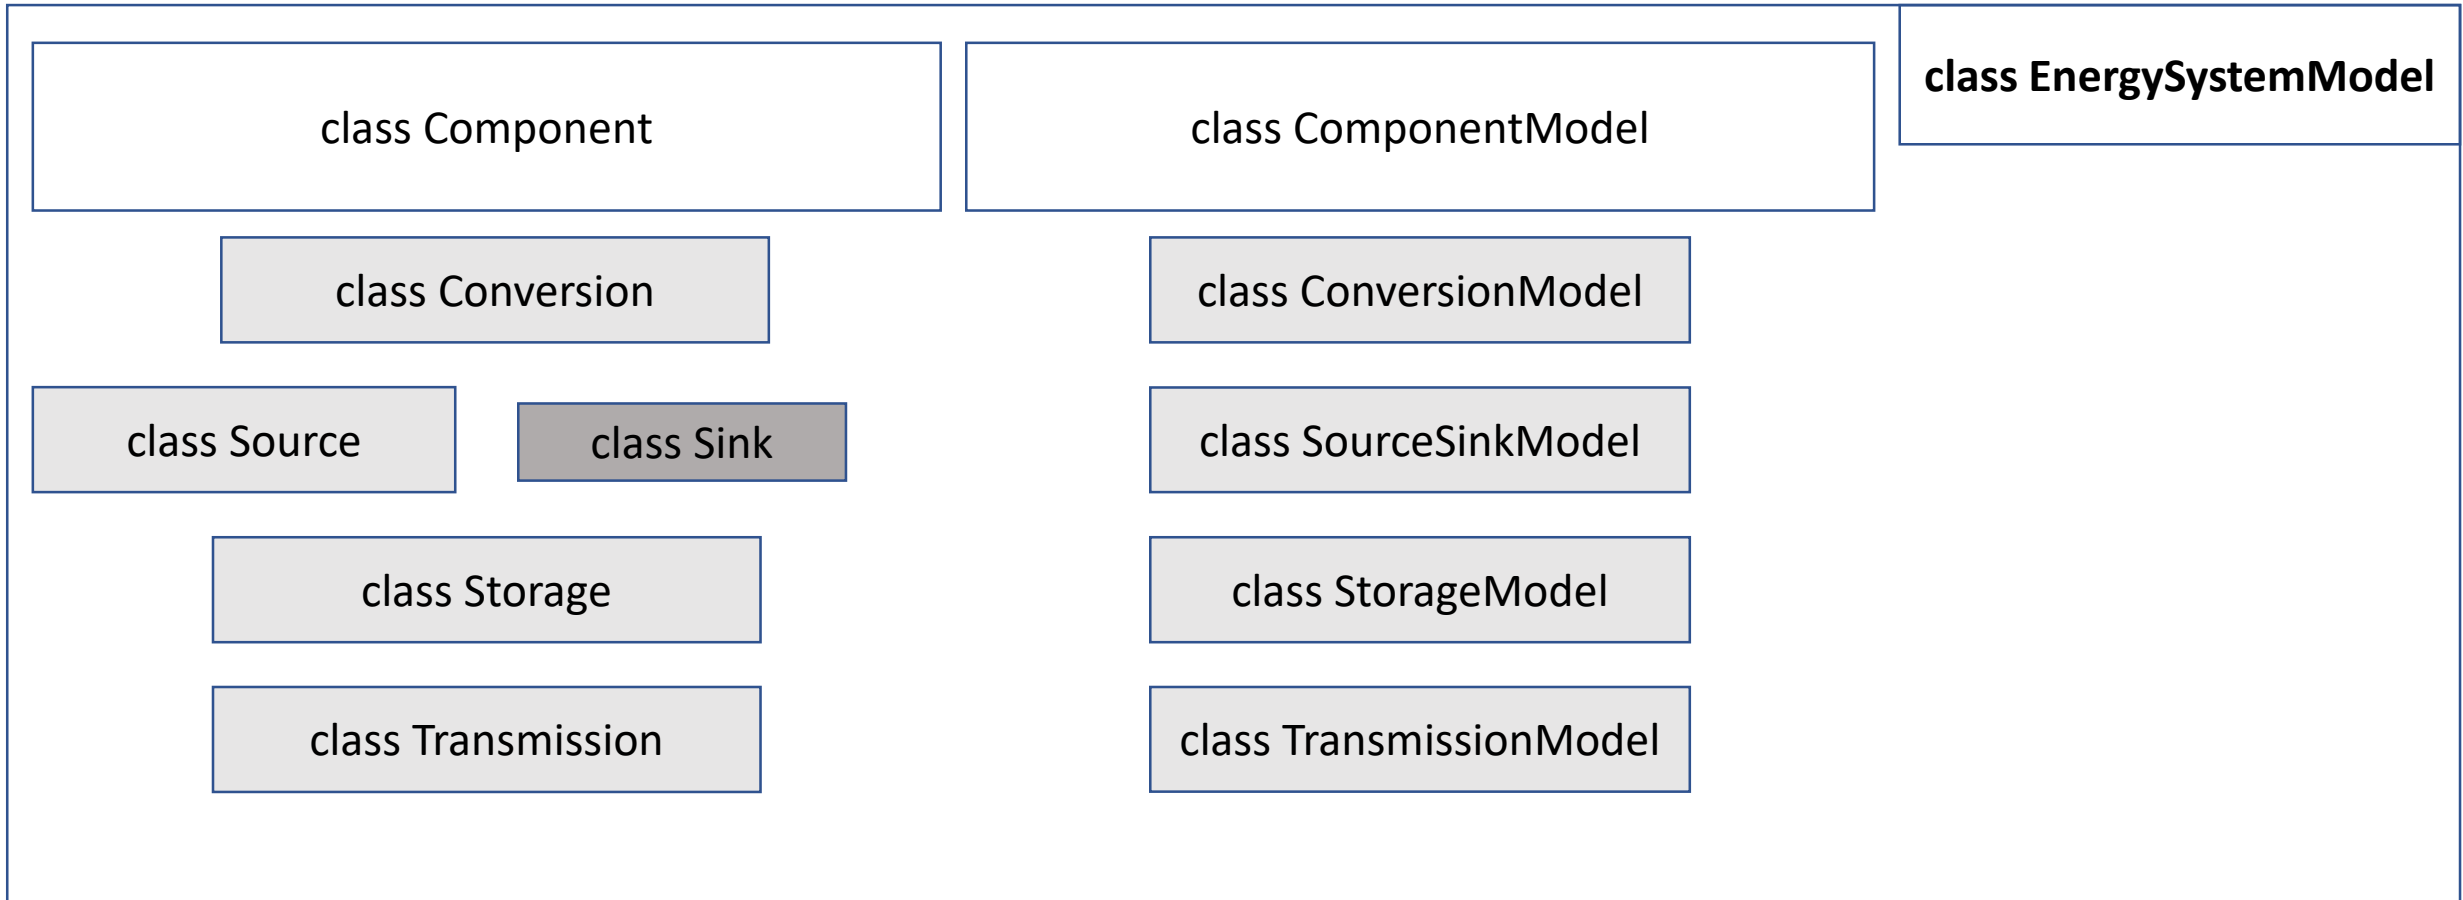 class EnergySystemModel
class Component
class ComponentModel
class Conversion
class ConversionModel
class Source
class Sink
class SourceSinkModel
class Storage
class StorageModel
class Transmission
class TransmissionModel